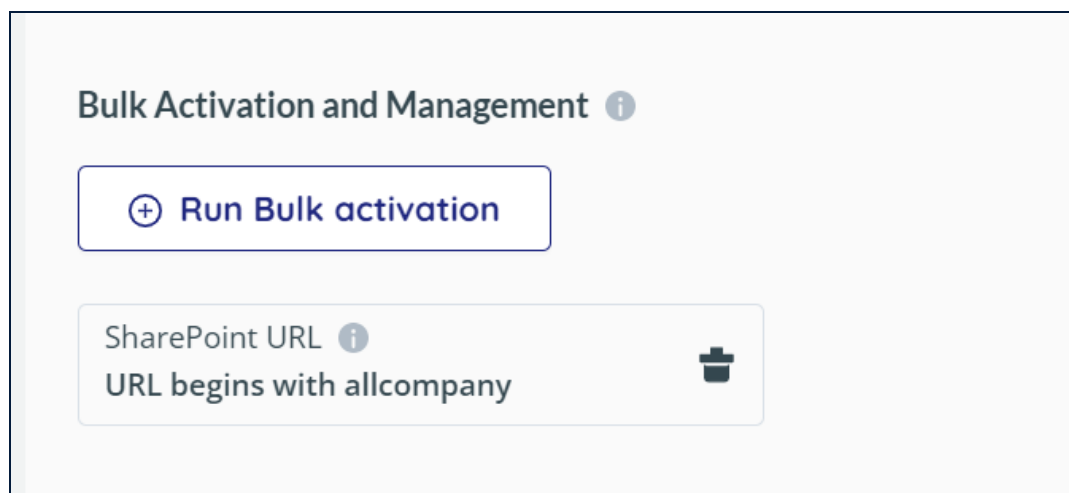 Bulk Activation and Management
Run Bulk activation
SharePoint URL
URL begins with allcompany